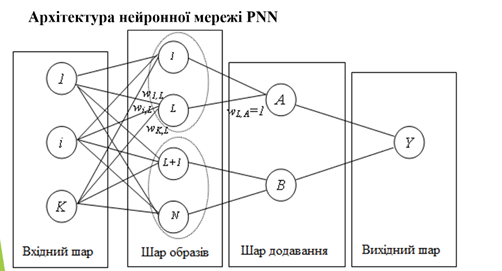 Архітектура нейронної мережі PNN
1
i
K
1
L
L+1
N
w1,L
wi,L
wK,L
wL,A=1
A
B
Y
Вхідний шар
Шар образів
Шар додавання
Вихідний шар